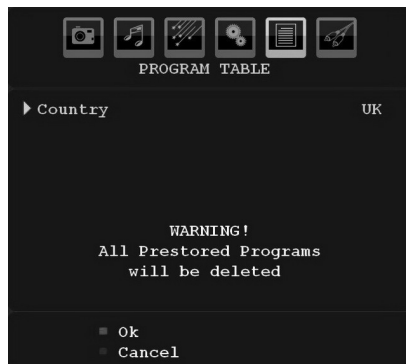 PROGRAM TABLE
Country UK
WARNING!
All Prestored Programs
will be deleted
Ok
Cancel